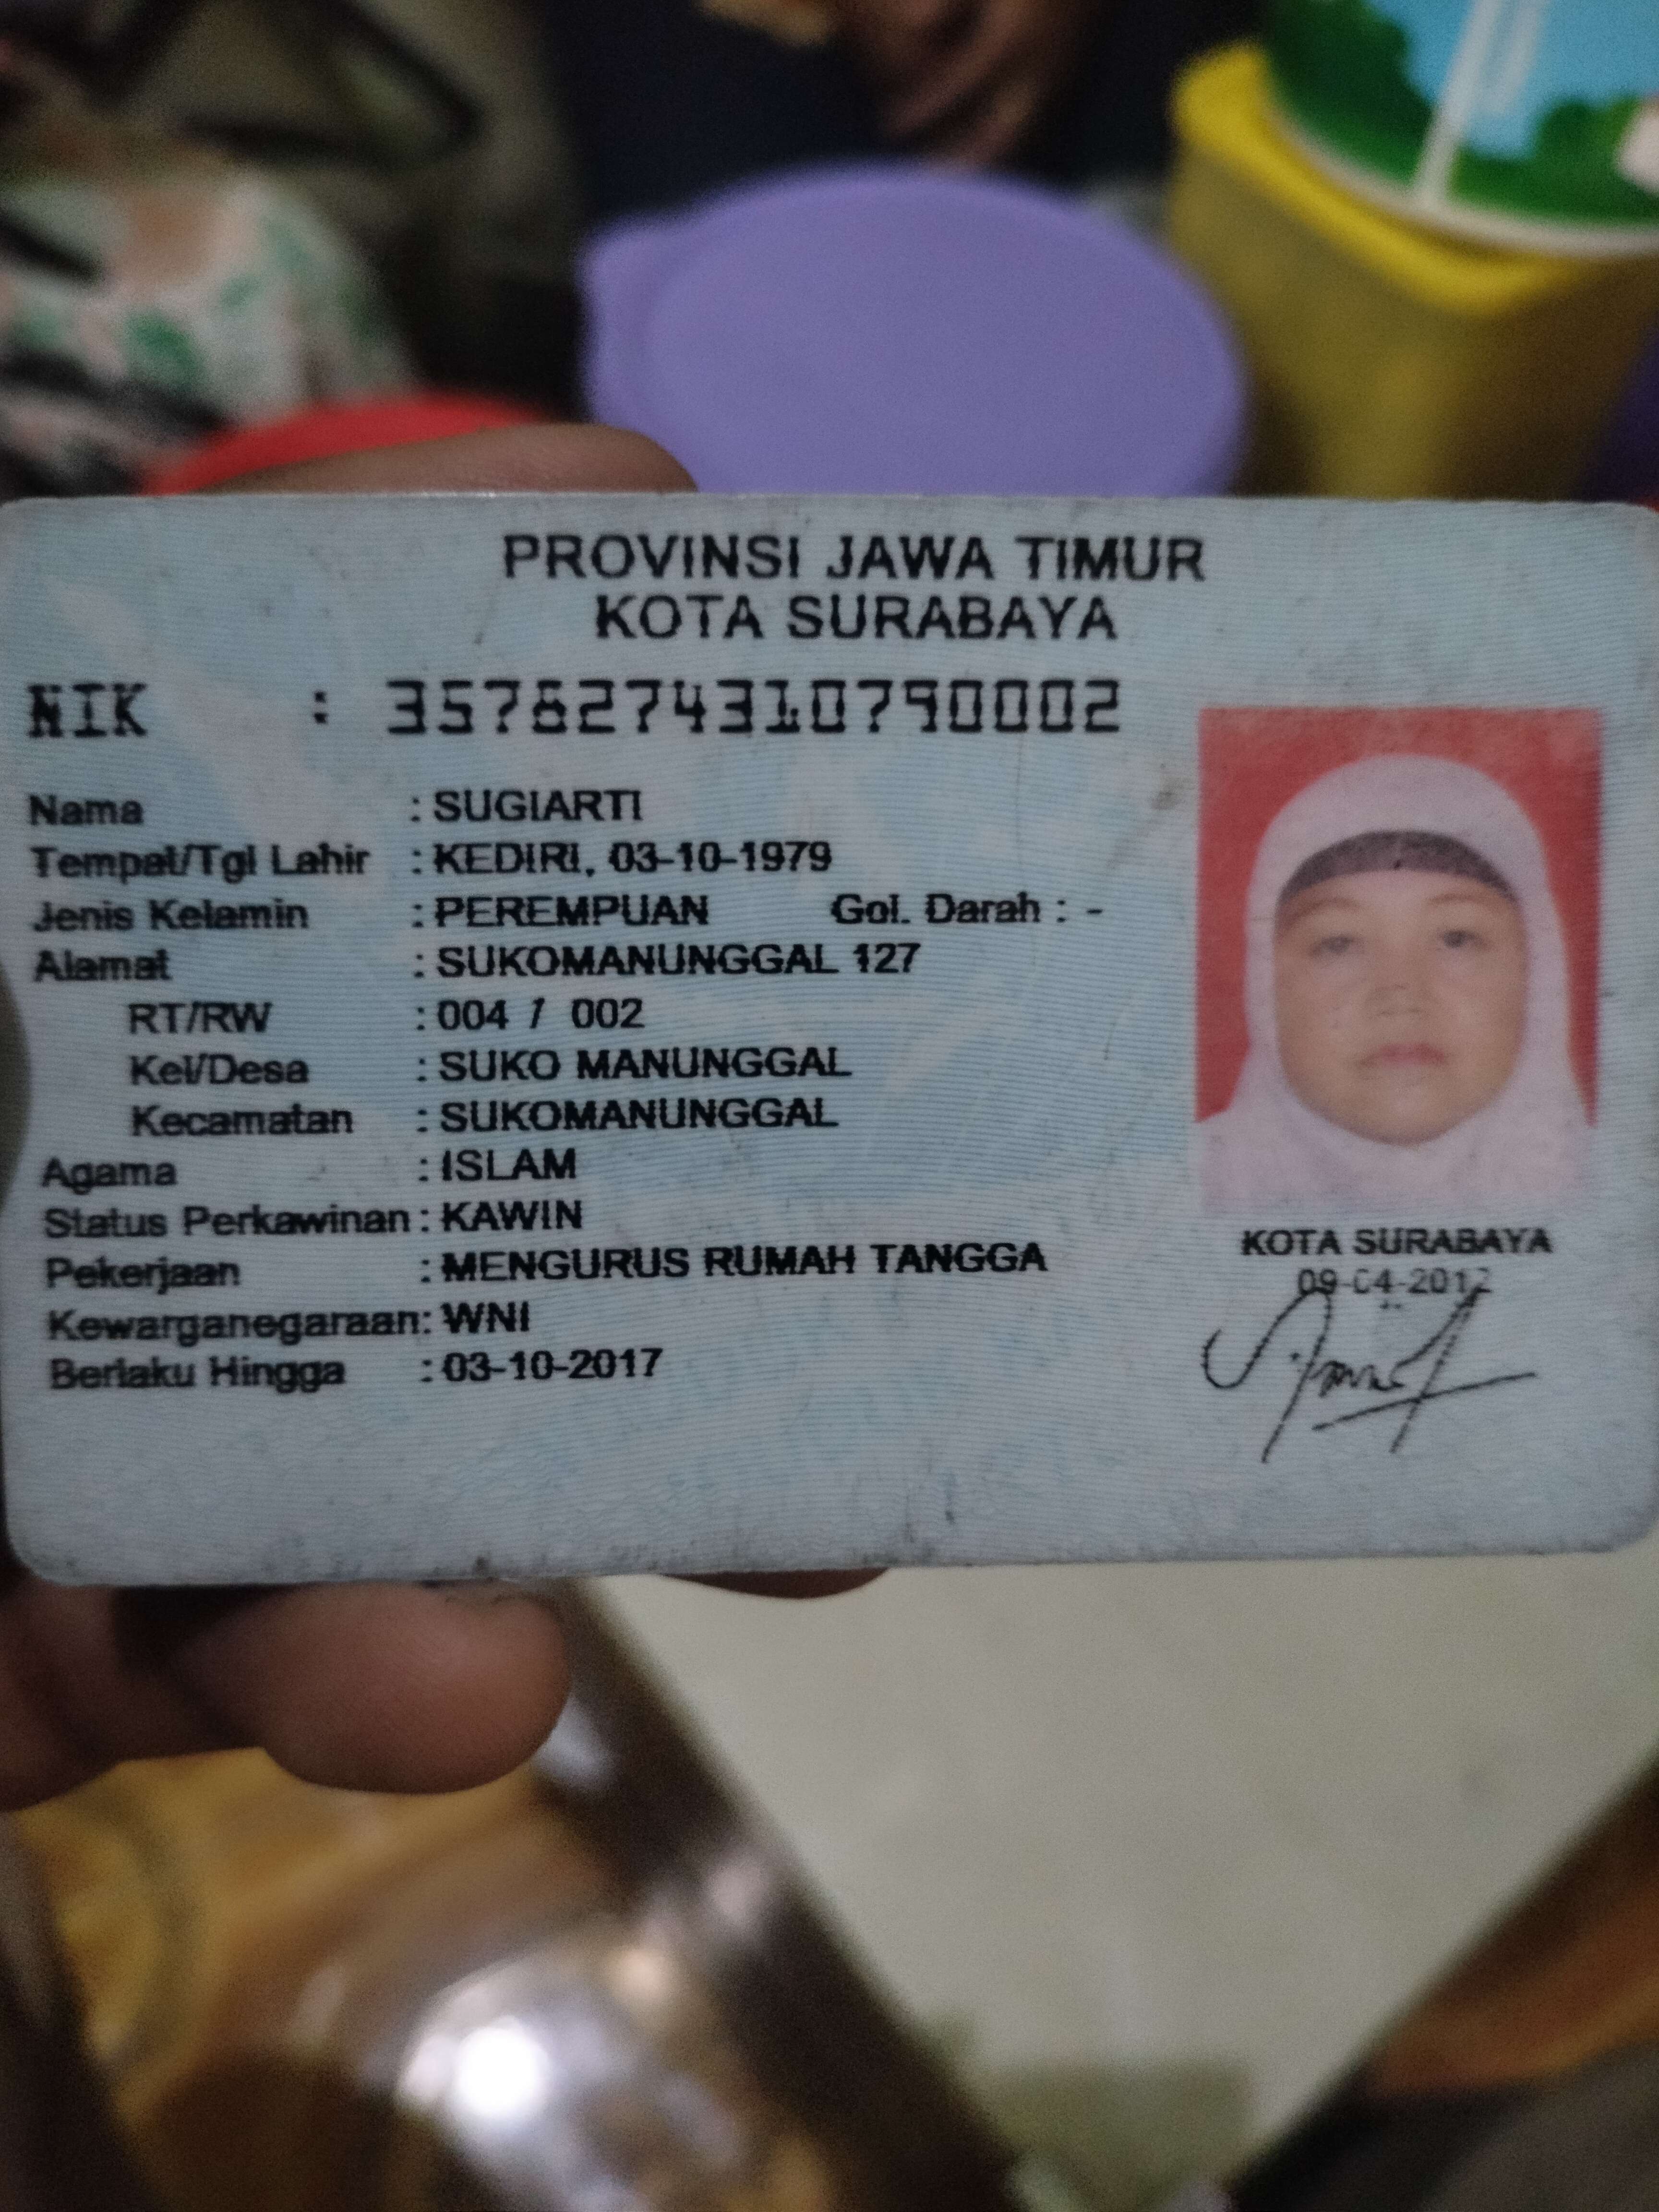 PROVINSI JAWA TIMUR
KOTA SURABAYA
NIK : 3578274310790002
Nama : SUGIARTI
Tempat/Tgl Lahir : KEDIRI, 03-10-1979
Jenis Kelamin : PEREMPUAN Gol. Darah : -
Alamat : SUKOMANUNGGAL 127
RT/RW : 004 / 002
Kel/Desa : SUKO MANUNGGAL
Kecamatan : SUKOMANUNGGAL
Agama : ISLAM
Status Perkawinan : KAWIN
Pekerjaan : MENGURUS RUMAH TANGGA
Kewarganegaraan : WNI
Berlaku Hingga : 03-10-2017
KOTA SURABAYA
09-04-2012